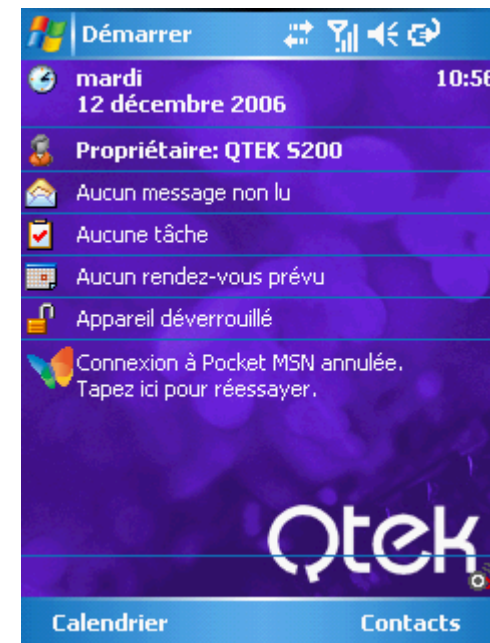 Démarrer
mardi 10:56
12 décembre 2006
Propriétaire: QTEK S200
Aucun message non lu
Aucune tâche
Aucun rendez-vous prévu
Appareil déverrouillé
Connexion à Pocket MSN annulée.
Tapez ici pour réessayer.
Qtek
Calendrier Contacts